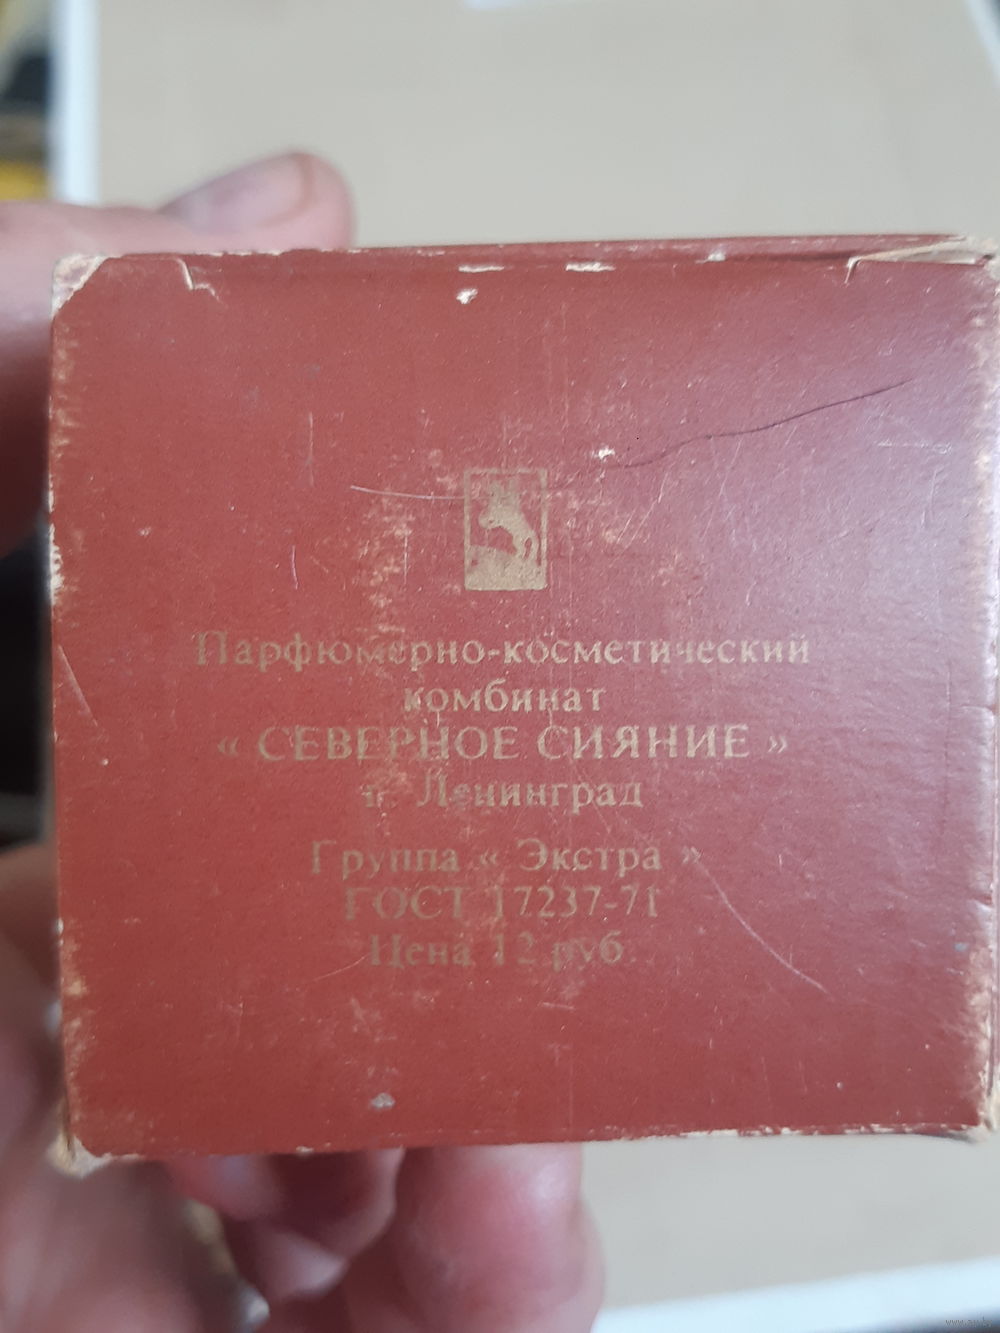 Парфюмерно-косметический
комбинат
« СЕВЕРНОЕ СИЯНИЕ »
г. Ленинград
Группа « Экстра »
ГОСТ 17237-71
Цена 12 руб.